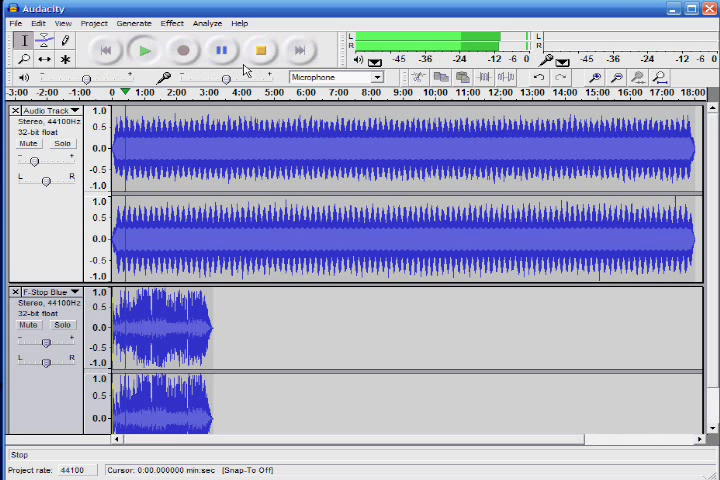 Audacity
File Edit View Project Generate Effect Analyze Help
L
R
-48 -36 -24 -12 -6 0
L
R
-48 -36 -24 -12 -6 0
Microphone
-3:00 -2:00 -1:00 0 1:00 2:00 3:00 4:00 5:00 6:00 7:00 8:00 9:00 10:00 11:00 12:00 13:00 14:00 15:00 16:00 17:00 18:00
Audio Track
Stereo, 44100Hz
32-bit float
Mute Solo
- +
L R
1.0
0.5
0.0
-0.5
-1.0
1.0
0.5
0.0
-0.5
-1.0
F-Stop Blue
Stereo, 44100Hz
32-bit float
Mute Solo
- +
L R
1.0
0.5
0.0
-0.5
-1.0
1.0
0.5
0.0
Stop
Project rate: 44100 Cursor: 0:00.000000 min:sec [Snap-To Off]